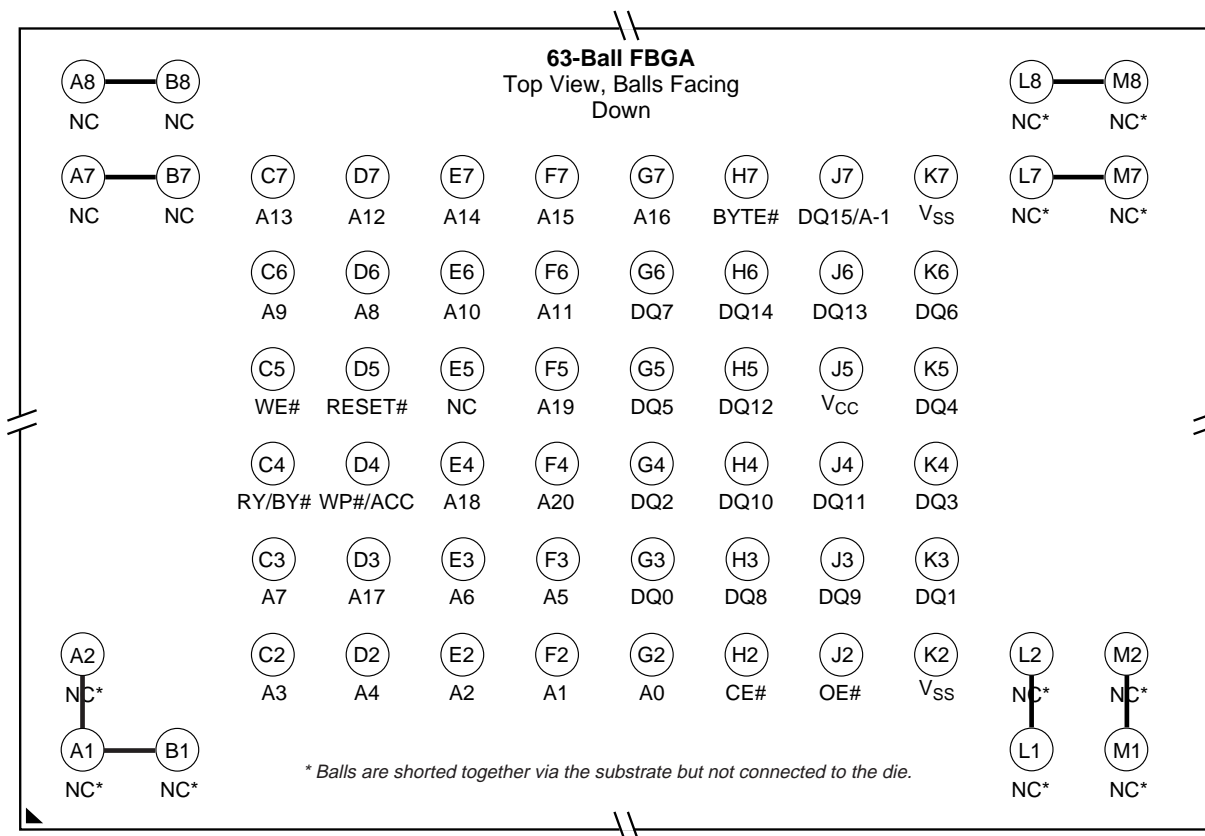 63-Ball FBGA
Top View, Balls Facing
Down
A8 B8 L8 M8
NC NC NC* NC*
A7 B7 C7 D7 E7 F7 G7 H7 J7 K7 L7 M7
NC NC A13 A12 A14 A15 A16 BYTE# DQ15/A-1 VSS NC* NC*
C6 D6 E6 F6 G6 H6 J6 K6
A9 A8 A10 A11 DQ7 DQ14 DQ13 DQ6
C5 D5 E5 F5 G5 H5 J5 K5
WE# RESET# NC A19 DQ5 DQ12 VCC DQ4
C4 D4 E4 F4 G4 H4 J4 K4
RY/BY# WP#/ACC A18 A20 DQ2 DQ10 DQ11 DQ3
C3 D3 E3 F3 G3 H3 J3 K3
A7 A17 A6 A5 DQ0 DQ8 DQ9 DQ1
A2 C2 D2 E2 F2 G2 H2 J2 K2 L2 M2
NC* A3 A4 A2 A1 A0 CE# OE# VSS NC* NC*
A1 B1 L1 M1
NC* NC* NC* NC*
* Balls are shorted together via the substrate but not connected to the die.